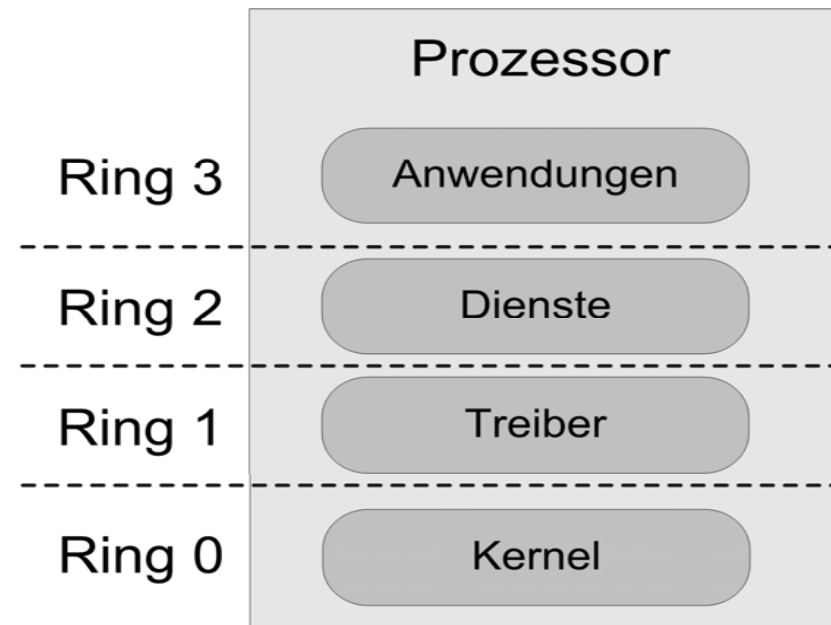 Prozessor
Ring 3 Anwendungen
Ring 2 Dienste
Ring 1 Treiber
Ring 0 Kernel